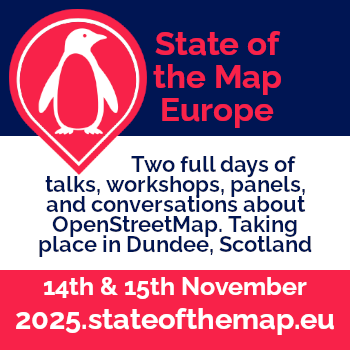 State of
the Map
Europe
Two full days of
talks, workshops, panels,
and conversations about
OpenStreetMap. Taking
place in Dundee, Scotland
14th & 15th November
2025.stateofthemap.eu